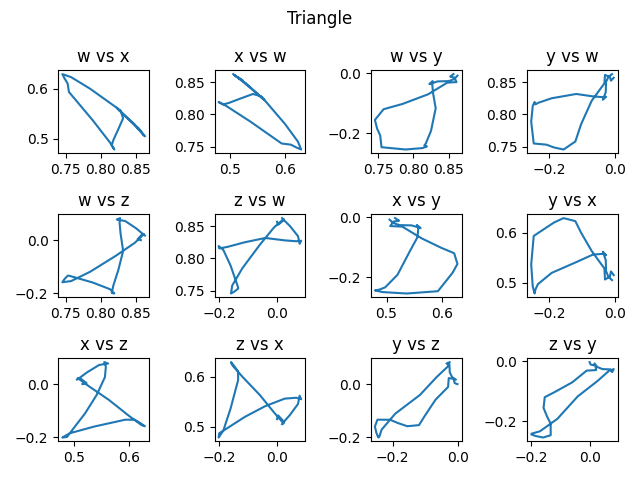 Triangle
w vs x
x vs w
w vs y
y vs w
0.6
0.5
0.75 0.80 0.85
0.85
0.80
0.75
0.5 0.6
0.0
−0.2
0.75 0.80 0.85
0.85
0.80
0.75
−0.2 0.0
w vs z
z vs w
x vs y
y vs x
0.0
−0.2
0.75 0.80 0.85
0.85
0.80
0.75
−0.2 0.0
0.0
−0.2
0.5 0.6
0.6
0.5
−0.2 0.0
x vs z
z vs x
y vs z
z vs y
0.0
−0.2
0.5 0.6
0.6
0.5
−0.2 0.0
0.0
−0.2
−0.2 0.0
0.0
−0.2
−0.2 0.0